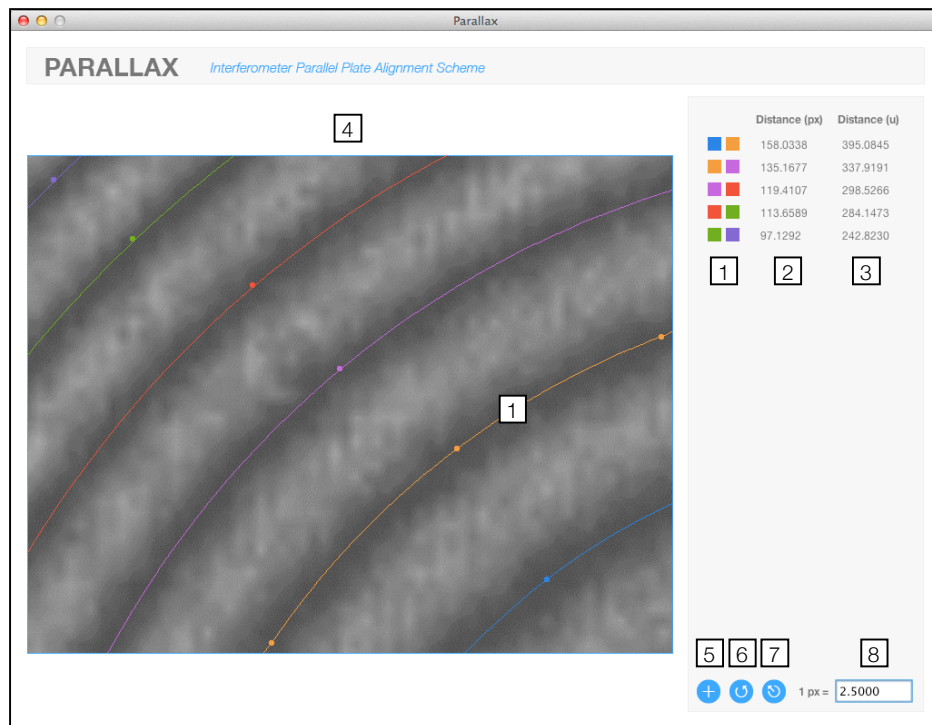 Parallax
PARALLAX Interferometer Parallel Plate Alignment Scheme
4
Distance (px) Distance (u)
158.0338 395.0845
135.1677 337.9191
119.4107 298.5266
113.6589 284.1473
97.1292 242.8230
1 2 3
1
5 6 7 8
1 px = 2.5000